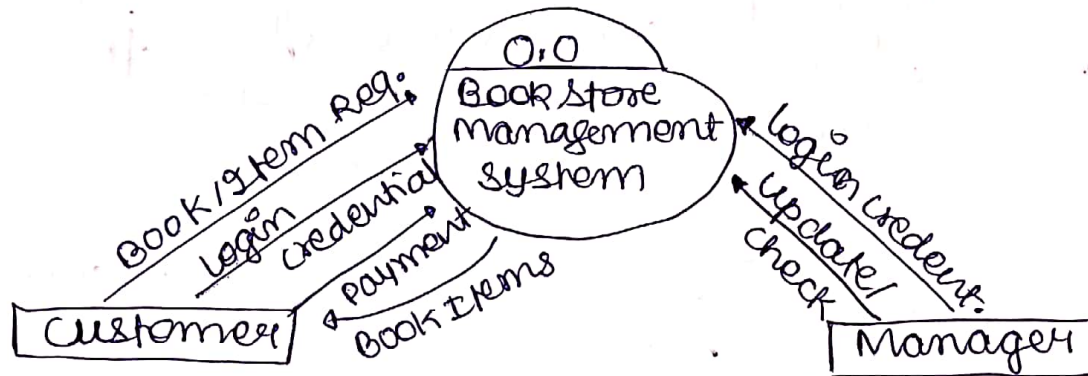 0.0
Book Store
Management
System
Book/Item Req.
login
credential
Payment
Book Items
login credent.
update/
check
Customer
Manager